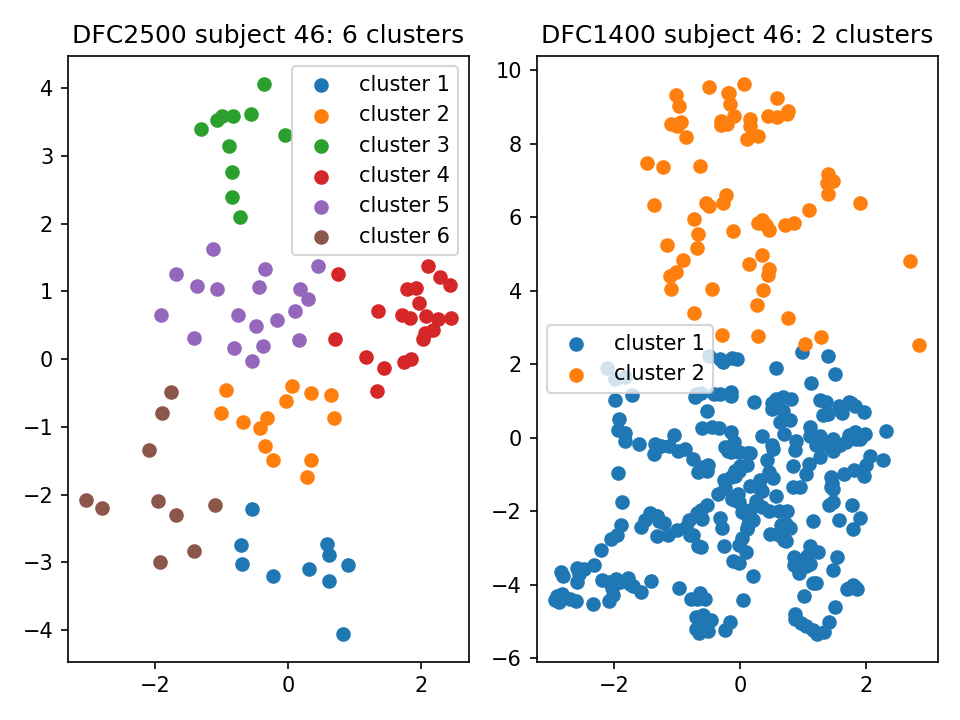 DFC2500 subject 46: 6 clusters
4
3
2
1
0
−1
−2
−3
−4
−2
0
2
cluster 1
cluster 2
cluster 3
cluster 4
cluster 5
cluster 6
DFC1400 subject 46: 2 clusters
10
8
6
4
2
0
−2
−4
−6
−2
0
2
cluster 1
cluster 2